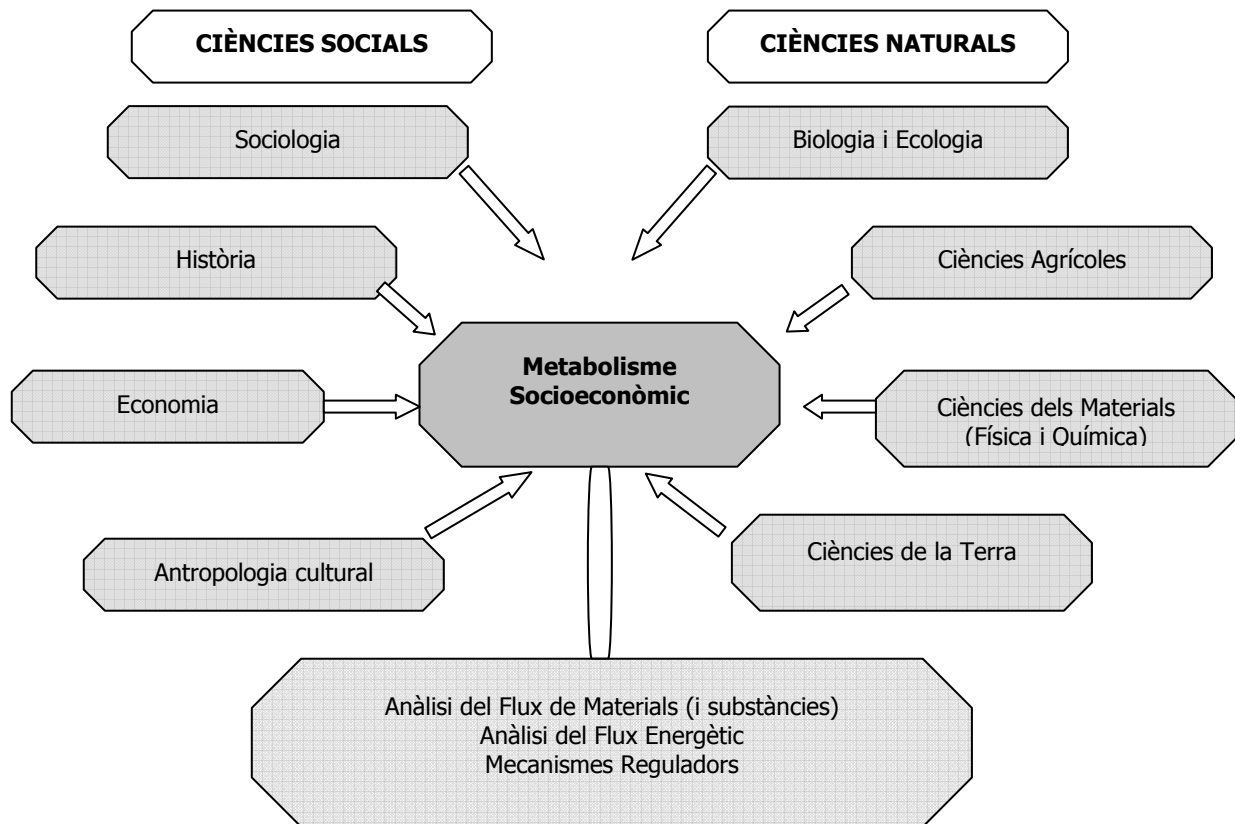 CIÈNCIES SOCIALS
CIÈNCIES NATURALS
Sociologia
Biologia i Ecologia
Història
Ciències Agrícoles
Metabolisme
Socioeconòmic
Economia
Ciències dels Materials
(Física i Química)
Antropologia cultural
Ciències de la Terra
Anàlisi del Flux de Materials (i substàncies)
Anàlisi del Flux Energètic
Mecanismes Reguladors